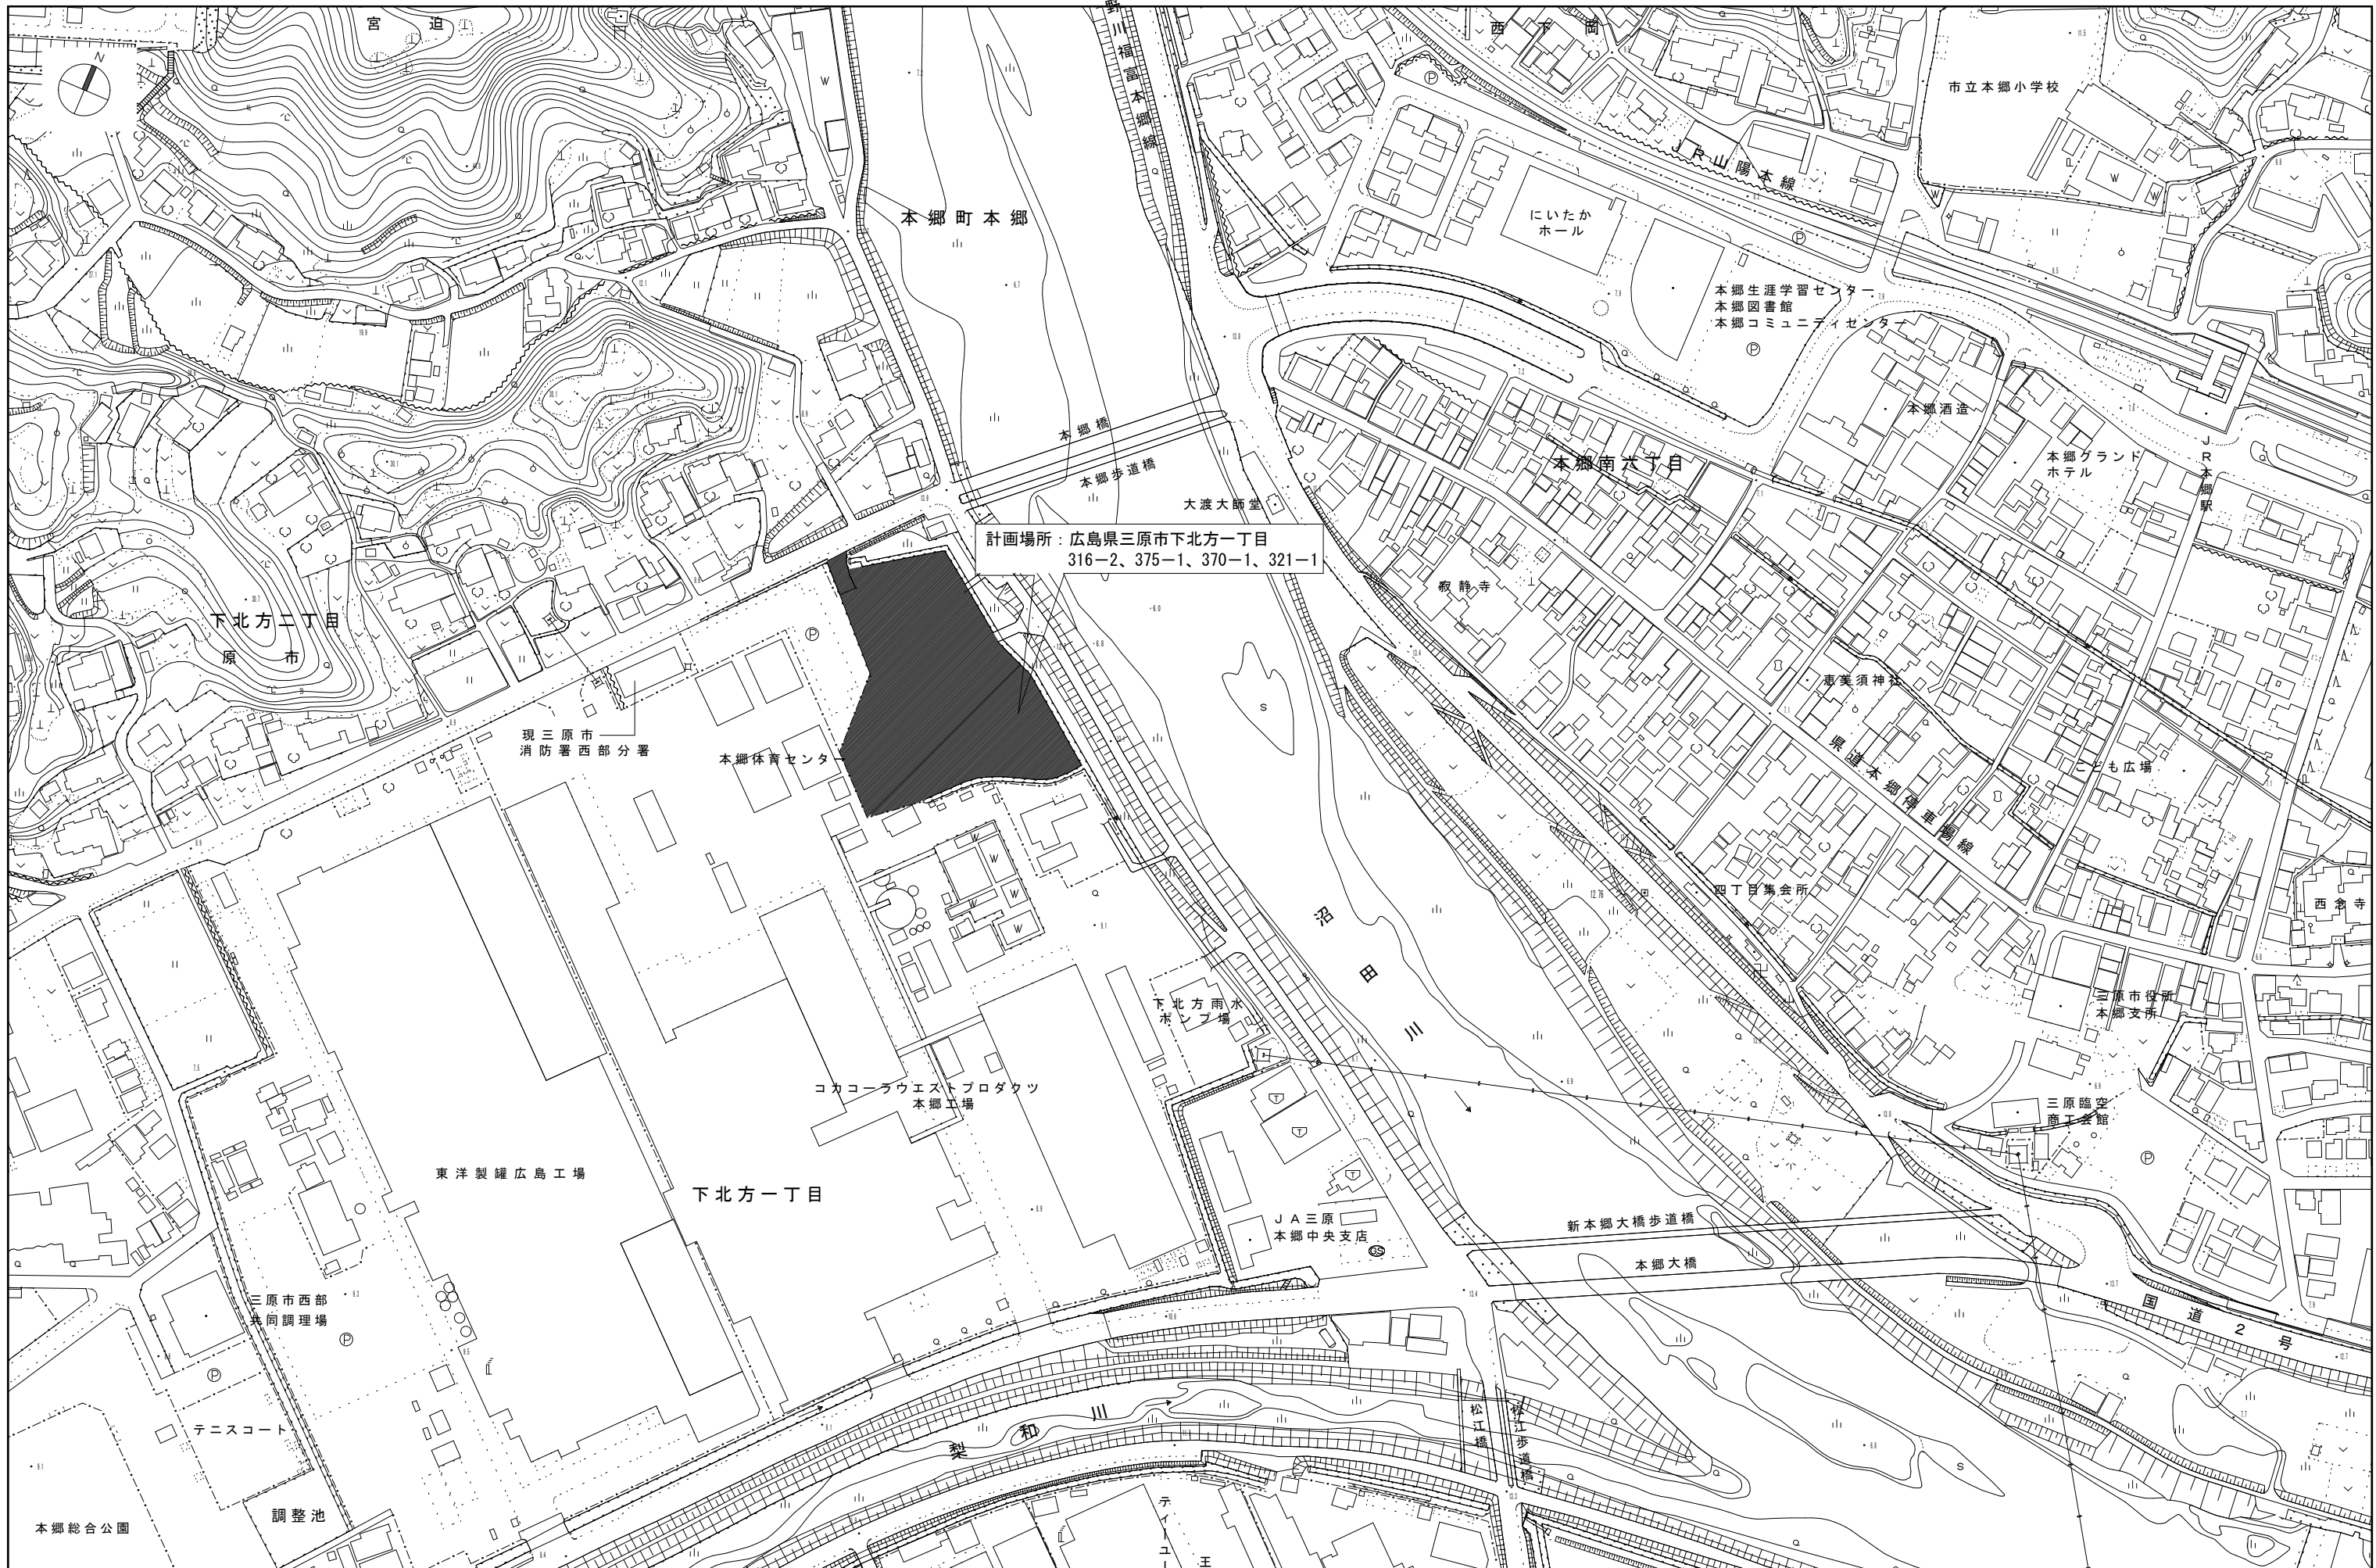 宮迫
N
野川福富本郷線
西下岡
市立本郷小学校
JR山陽本線
本郷町本郷
にいたか
ホール
本郷生涯学習センター
本郷図書館
本郷コミュニティセンター
本郷酒造
本郷橋
本郷歩道橋
本郷南六丁目
本郷グランド
ホテル
JR本郷駅
大渡大師堂
計画場所：広島県三原市下北方一丁目
316－2、375－1、370－1、321－1
寂静寺
下北方二丁目
原市
恵美須神社
現三原市
消防署西部分署
本郷体育センター
県道本郷停車場線
こども広場
四丁目集会所
西念寺
沼田川
下北方雨水
ポンプ場
三原市役所
本郷支所
コカコーラウエストプロダクツ
本郷工場
三原臨空
商工会館
東洋製罐広島工場
下北方一丁目
JA三原
本郷中央支店
GS
新本郷大橋歩道橋
本郷大橋
三原市西部
共同調理場
国道2号
テニスコート
梨和川
松江橋
松江歩道橋
調整池
本郷総合公園
ティーユー
王